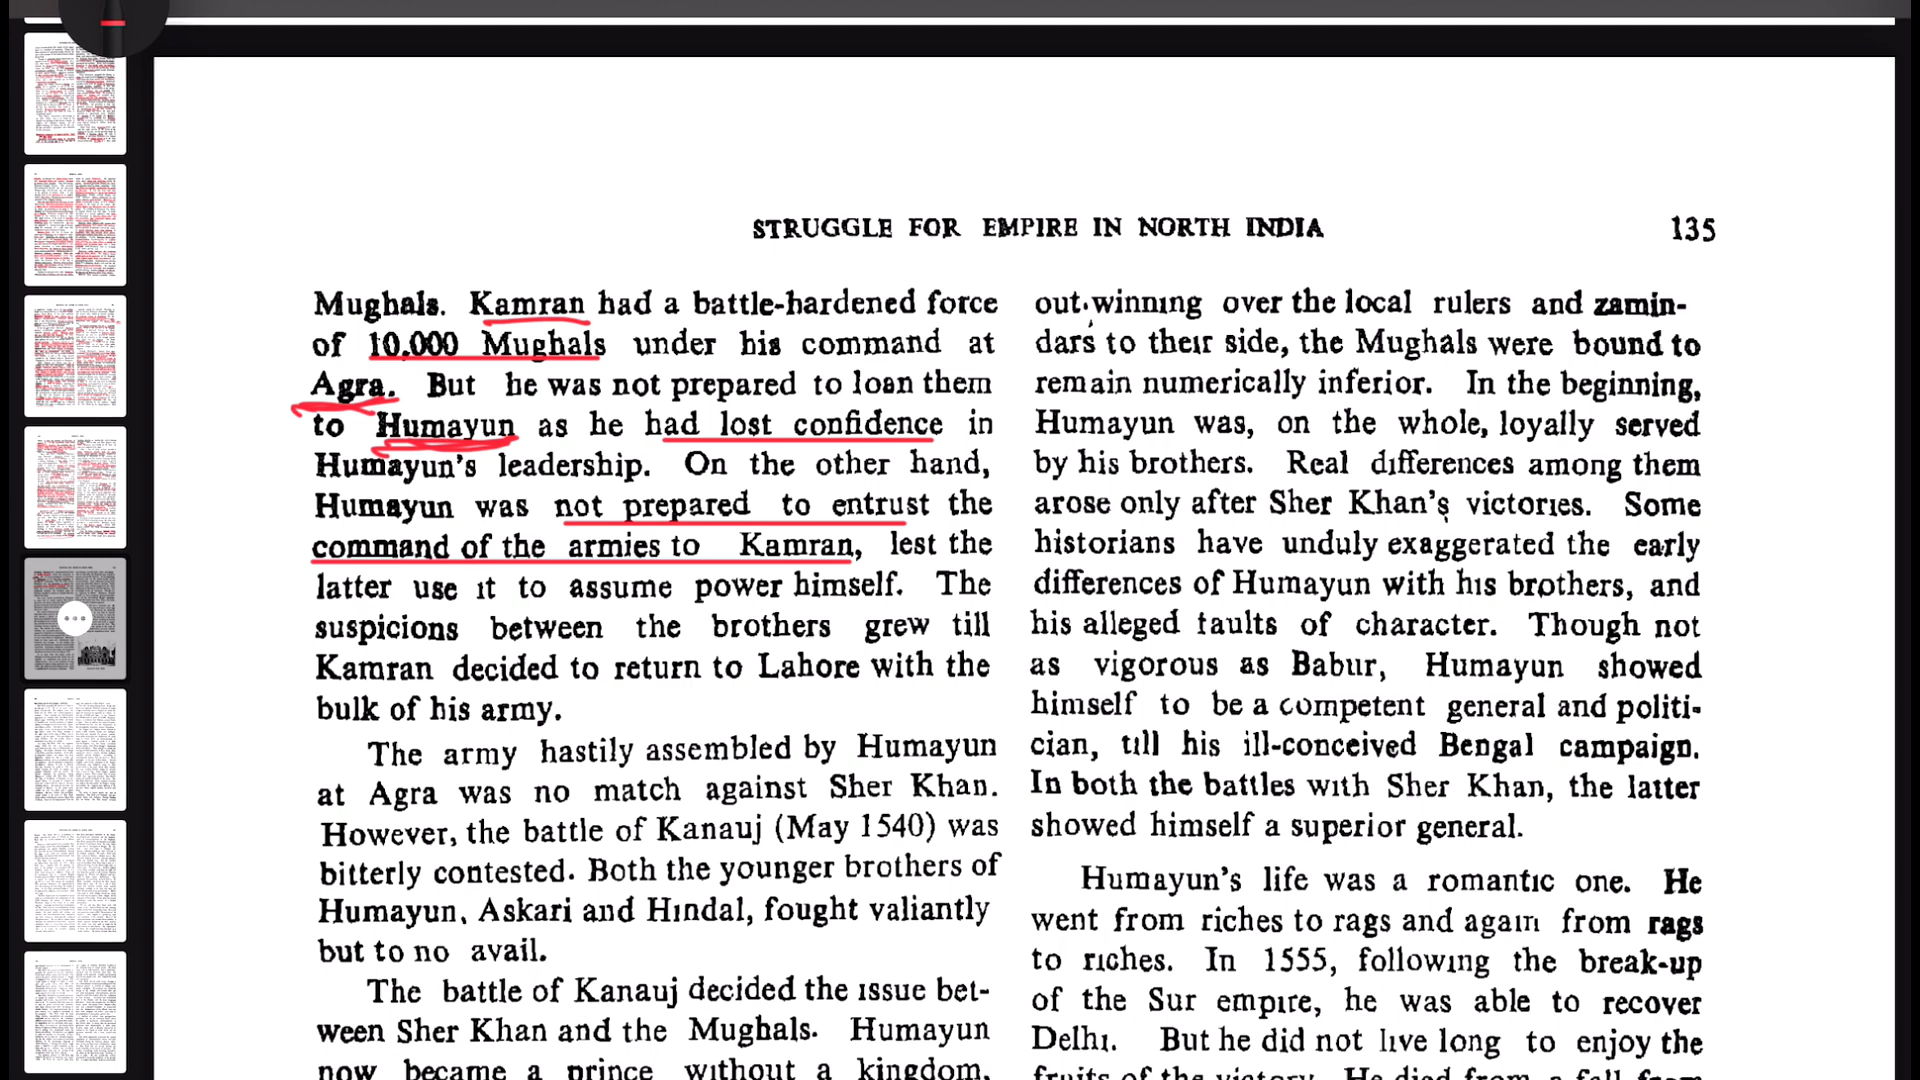 STRUGGLE FOR EMPIRE IN NORTH INDIA
135
Mughals. Kamran had a battle-hardened force
of 10.000 Mughals under his command at
Agra. But he was not prepared to loan them
to Humayun as he had lost confidence in
Humayun's leadership. On the other hand,
Humayun was not prepared to entrust the
command of the armies to Kamran, lest the
latter use it to assume power himself. The
suspicions between the brothers grew till
Kamran decided to return to Lahore with the
bulk of his army.
The army hastily assembled by Humayun
at Agra was no match against Sher Khan.
However, the battle of Kanauj (May 1540) was
bitterly contested. Both the younger brothers of
Humayun, Askari and Hindal, fought valiantly
but to no avail.
The battle of Kanauj decided the issue bet-
ween Sher Khan and the Mughals. Humayun
now became a prince without a kingdom,
out winning over the local rulers and zamin-
dars to their side, the Mughals were bound to
remain numerically inferior. In the beginning,
Humayun was, on the whole, loyally served
by his brothers. Real differences among them
arose only after Sher Khan's victories. Some
historians have unduly exaggerated the early
differences of Humayun with his brothers, and
his alleged faults of character. Though not
as vigorous as Babur, Humayun showed
himself to be a competent general and politi-
cian, till his ill-conceived Bengal campaign.
In both the battles with Sher Khan, the latter
showed himself a superior general.
Humayun's life was a romantic one. He
went from riches to rags and again from rags
to riches. In 1555, following the break-up
of the Sur empire, he was able to recover
Delhi. But he did not live long to enjoy the
fruits of the victory. He died from a fall from